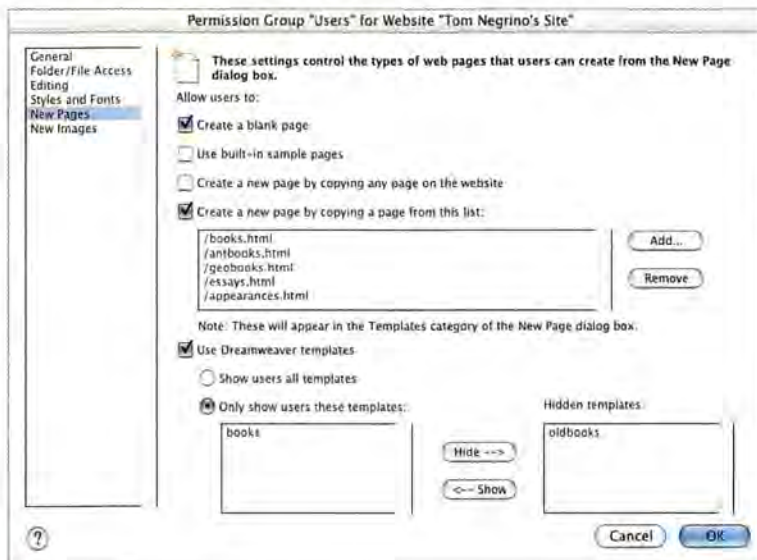 Permission Group "Users" for Website "Tom Negrino's Site"
General
Folder/File Access
Editing
Styles and Fonts
New Pages
New Images
These settings control the types of web pages that users can create from the New Page
dialog box.
Allow users to:
Create a blank page
Use built-in sample pages
Create a new page by copying any page on the website
Create a new page by copying a page from this list:
/books.html
/antbooks.html
/geobooks.html
/essays.html
/appearances.html
Add...
Remove
Note: These will appear in the Templates category of the New Page dialog box.
Use Dreamweaver templates
Show users all templates
Only show users these templates:
Hidden templates:
books
Hide -->
<-- Show
oldbooks
?
Cancel
OK